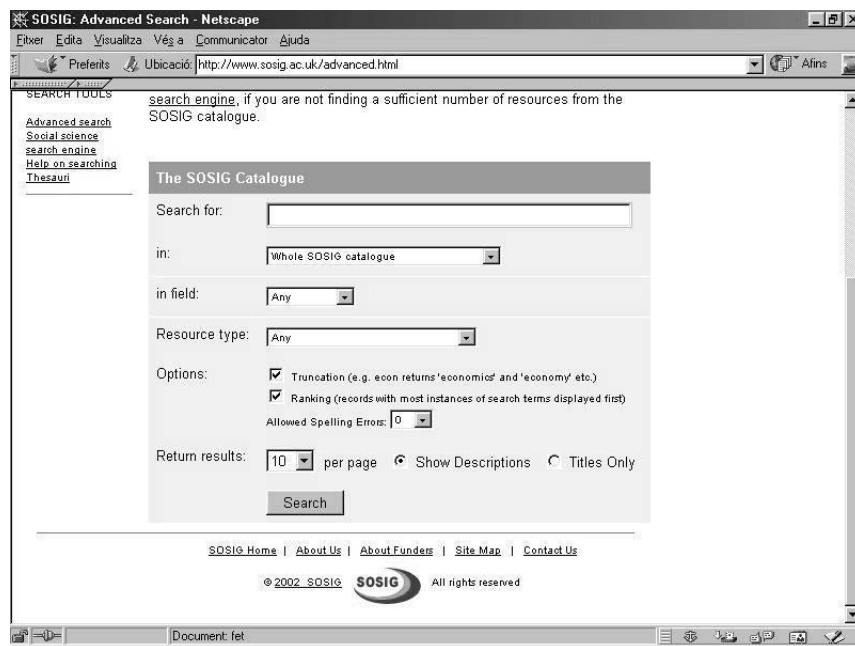 SOSIG: Advanced Search - Netscape
Fitxer Edita Visualitza Vés a Communicator Ajuda
Preferits Ubicació: http://www.sosig.ac.uk/advanced.html Afins
SEARCH TOOLS
Advanced search
Social science
search engine
Help on searching
Thesauri
search engine, if you are not finding a sufficient number of resources from the
SOSIG catalogue.
The SOSIG Catalogue
Search for:
in: Whole SOSIG catalogue
in field: Any
Resource type: Any
Options: Truncation (e.g. econ returns 'economics' and 'economy' etc.)
Ranking (records with most instances of search terms displayed first)
Allowed Spelling Errors: 0
Return results: 10 per page Show Descriptions Titles Only
Search
SOSIG Home | About Us | About Funders | Site Map | Contact Us
© 2002 SOSIG SOSIG All rights reserved
Document: fet